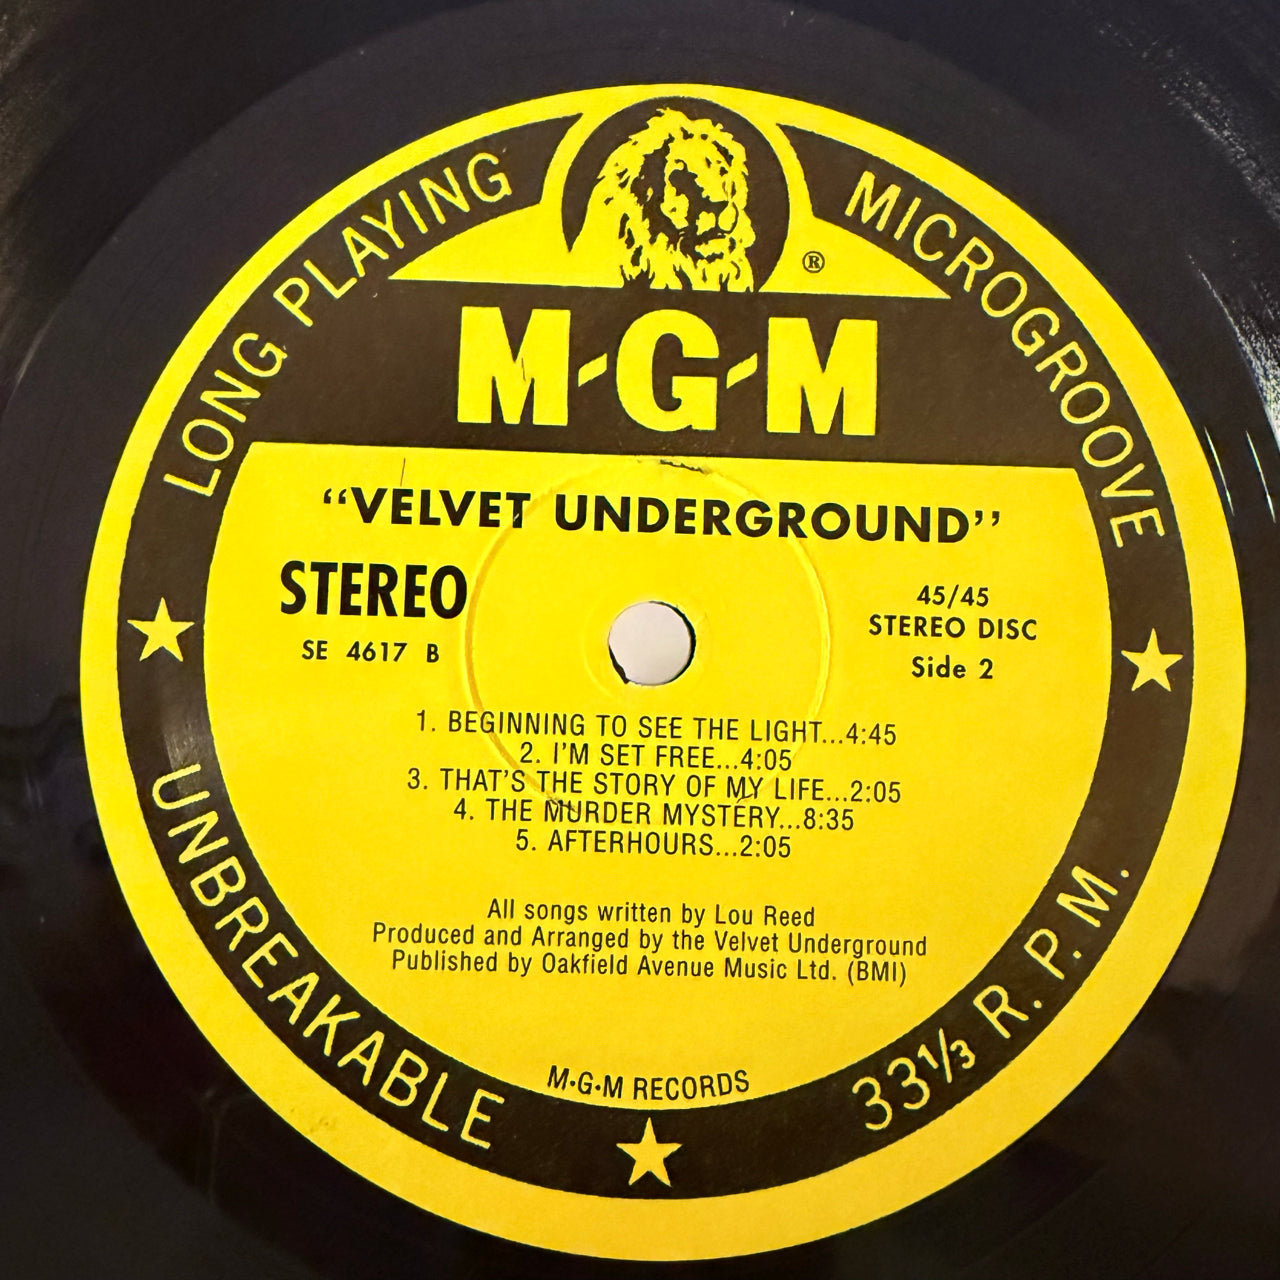 LONG PLAYING
MICROGROOVE
®
M-G-M
“VELVET UNDERGROUND”
STEREO
SE 4617 B
45/45
STEREO DISC
Side 2
1. BEGINNING TO SEE THE LIGHT...4:45
2. I'M SET FREE...4:05
3. THAT'S THE STORY OF MY LIFE...2:05
4. THE MURDER MYSTERY...8:35
5. AFTERHOURS...2:05
All songs written by Lou Reed
Produced and Arranged by the Velvet Underground
Published by Oakfield Avenue Music Ltd. (BMI)
M·G·M RECORDS
UNBREAKABLE
33⅓ R.P.M.